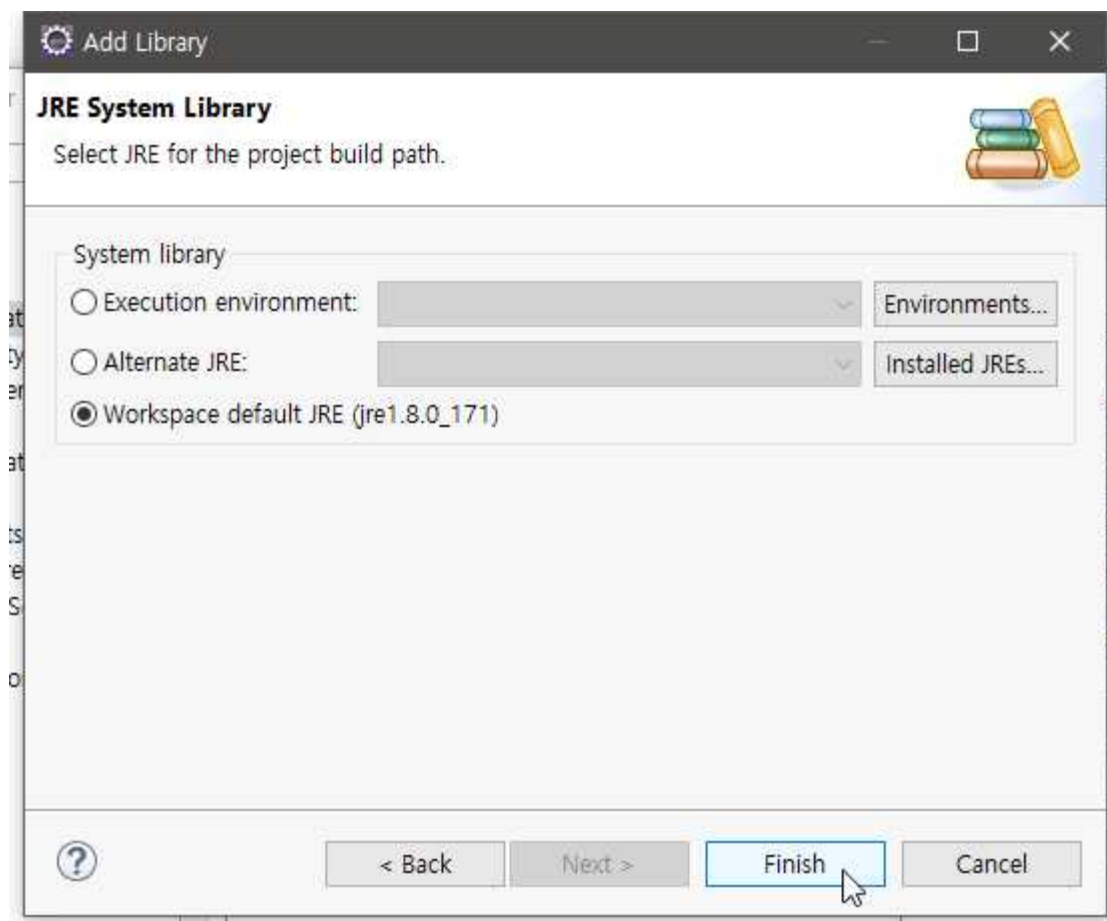 Add Library
JRE System Library
Select JRE for the project build path.
System library
Execution environment:
Environments...
Alternate JRE:
Installed JREs...
Workspace default JRE (jre1.8.0_171)
?
< Back
Next >
Finish
Cancel